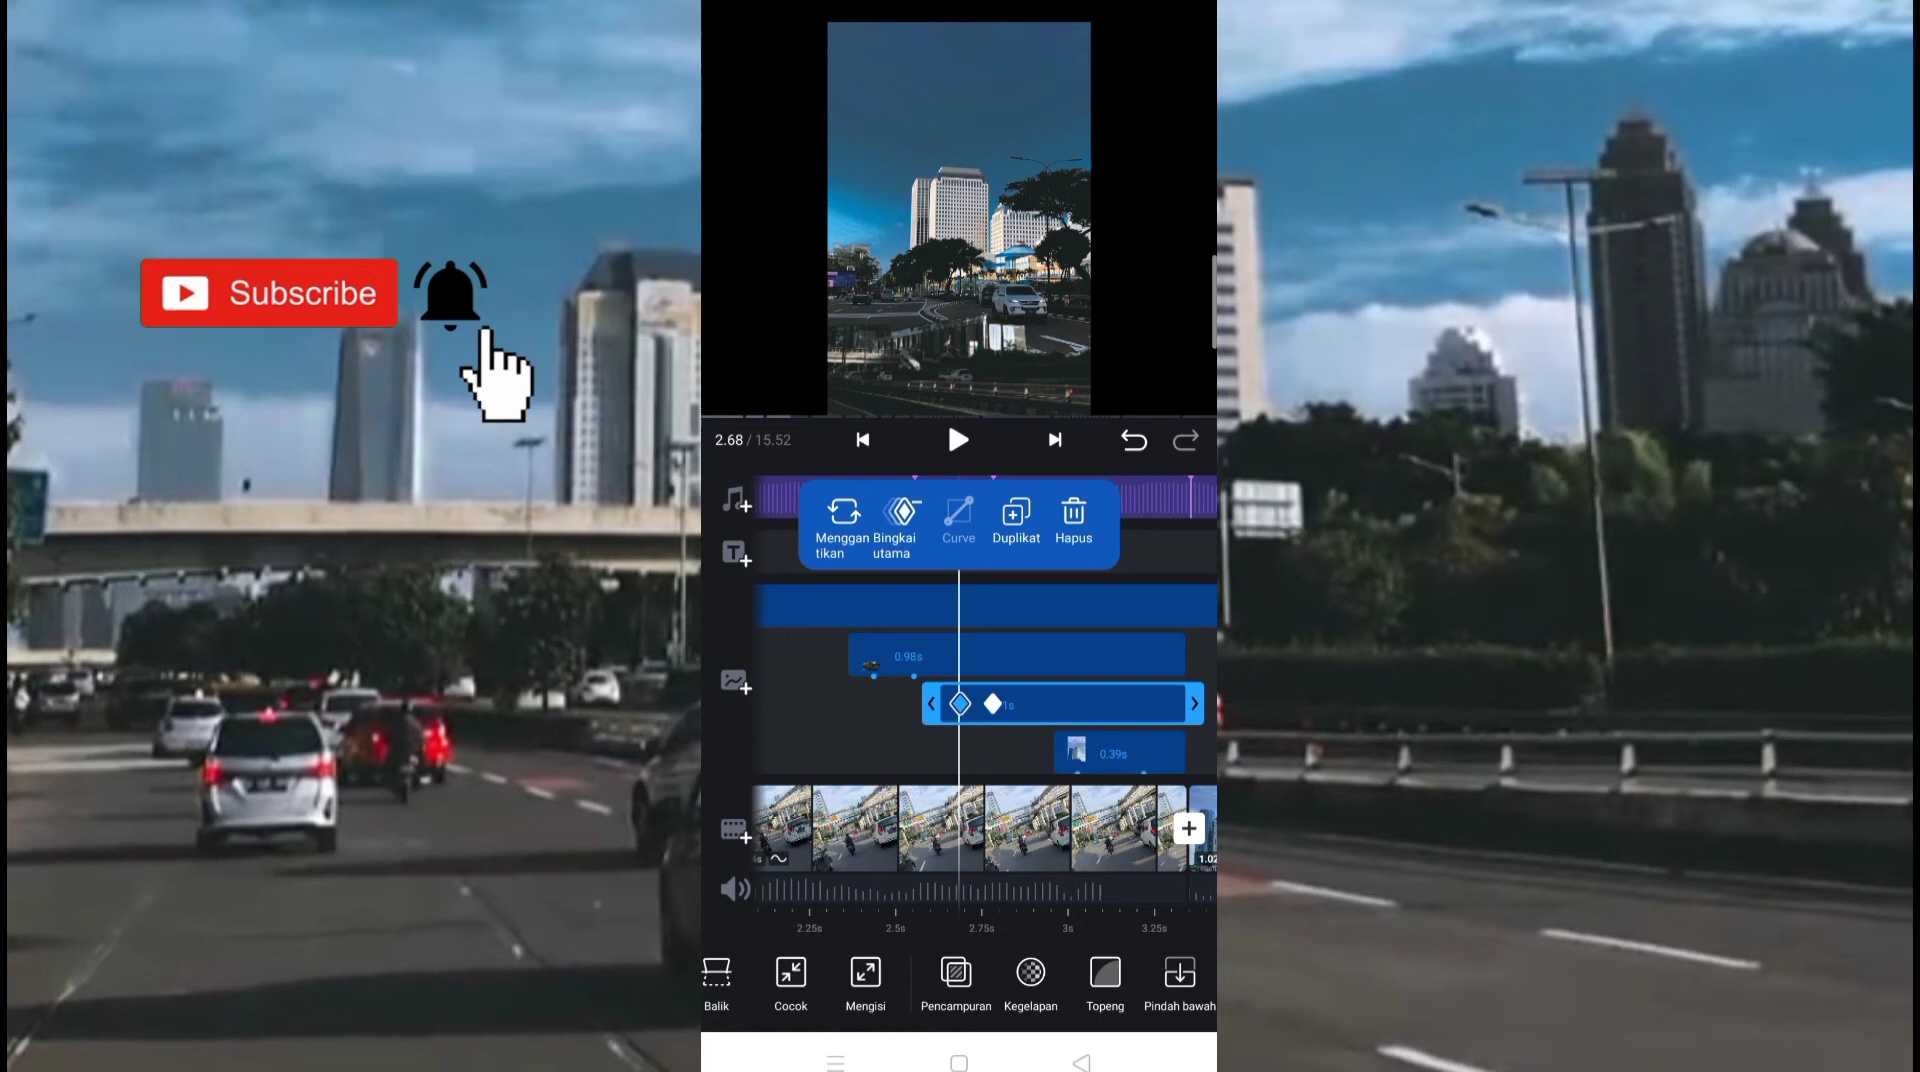 Subscribe
2.68 / 15.52
Menggan
tikan
Bingkai
utama
Curve
Duplikat
Hapus
T
0.98s
1s
0.39s
1.02
2.25s
2.5s
2.75s
3s
3.25s
Balik
Cocok
Mengisi
Pencampuran
Kegelapan
Topeng
Pindah bawah